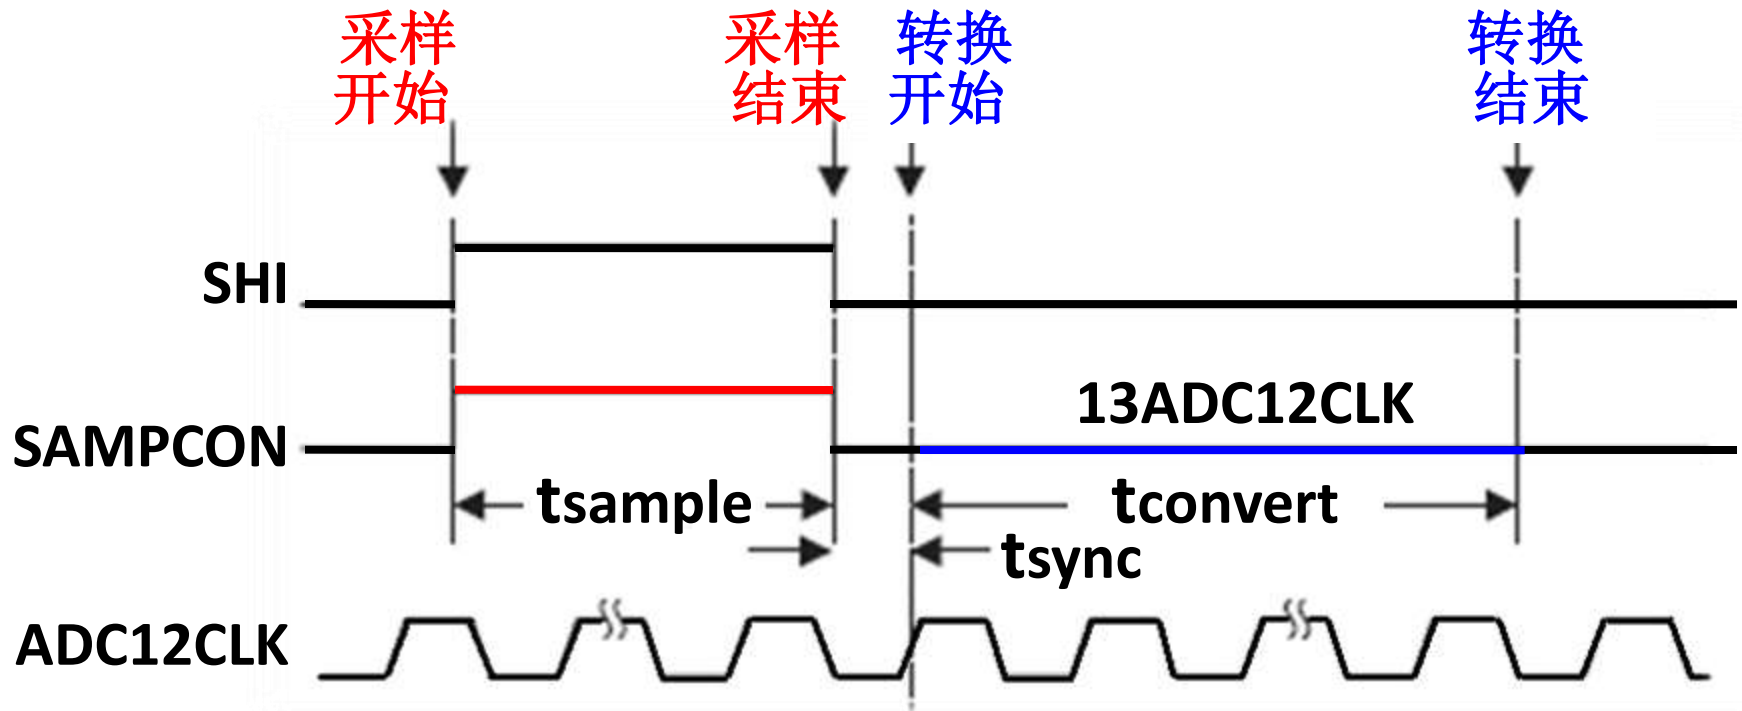 采样
开始
采样
结束
转换
开始
转换
结束
SHI
13ADC12CLK
SAMPCON
tsample
tconvert
tsync
ADC12CLK